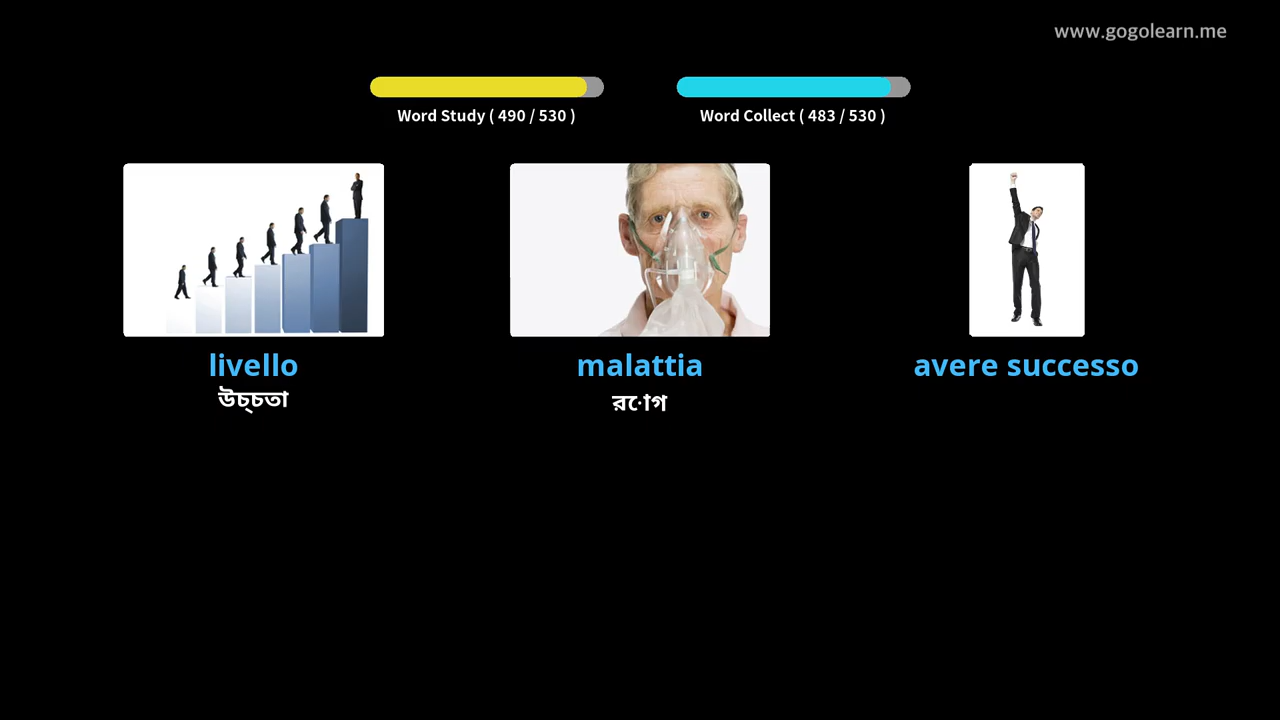 www.gogolearn.me
Word Study ( 490 / 530 )
Word Collect ( 483 / 530 )
livello
malattia
avere successo
উচ্চতা
রোগ